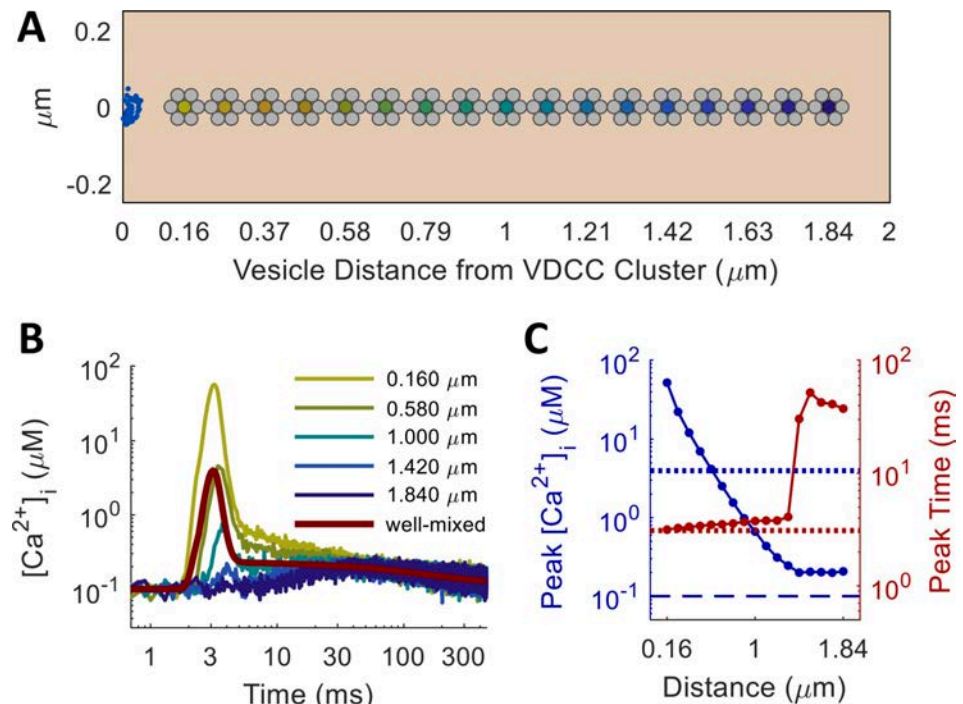 A
0.2
0
-0.2
μm
0 0.16 0.37 0.58 0.79 1 1.21 1.42 1.63 1.84 2
Vesicle Distance from VDCC Cluster (μm)
B
10² 
10¹
10⁰
10⁻¹
[Ca²⁺]ᵢ (μM)
0.160 μm
0.580 μm
1.000 μm
1.420 μm
1.840 μm
well-mixed
1 3 10 30 100 300
Time (ms)
C
10²
10¹
10⁰
10⁻¹
Peak [Ca²⁺]ᵢ (μM)
10²
10¹
10⁰
Peak Time (ms)
0.16 1 1.84
Distance (μm)